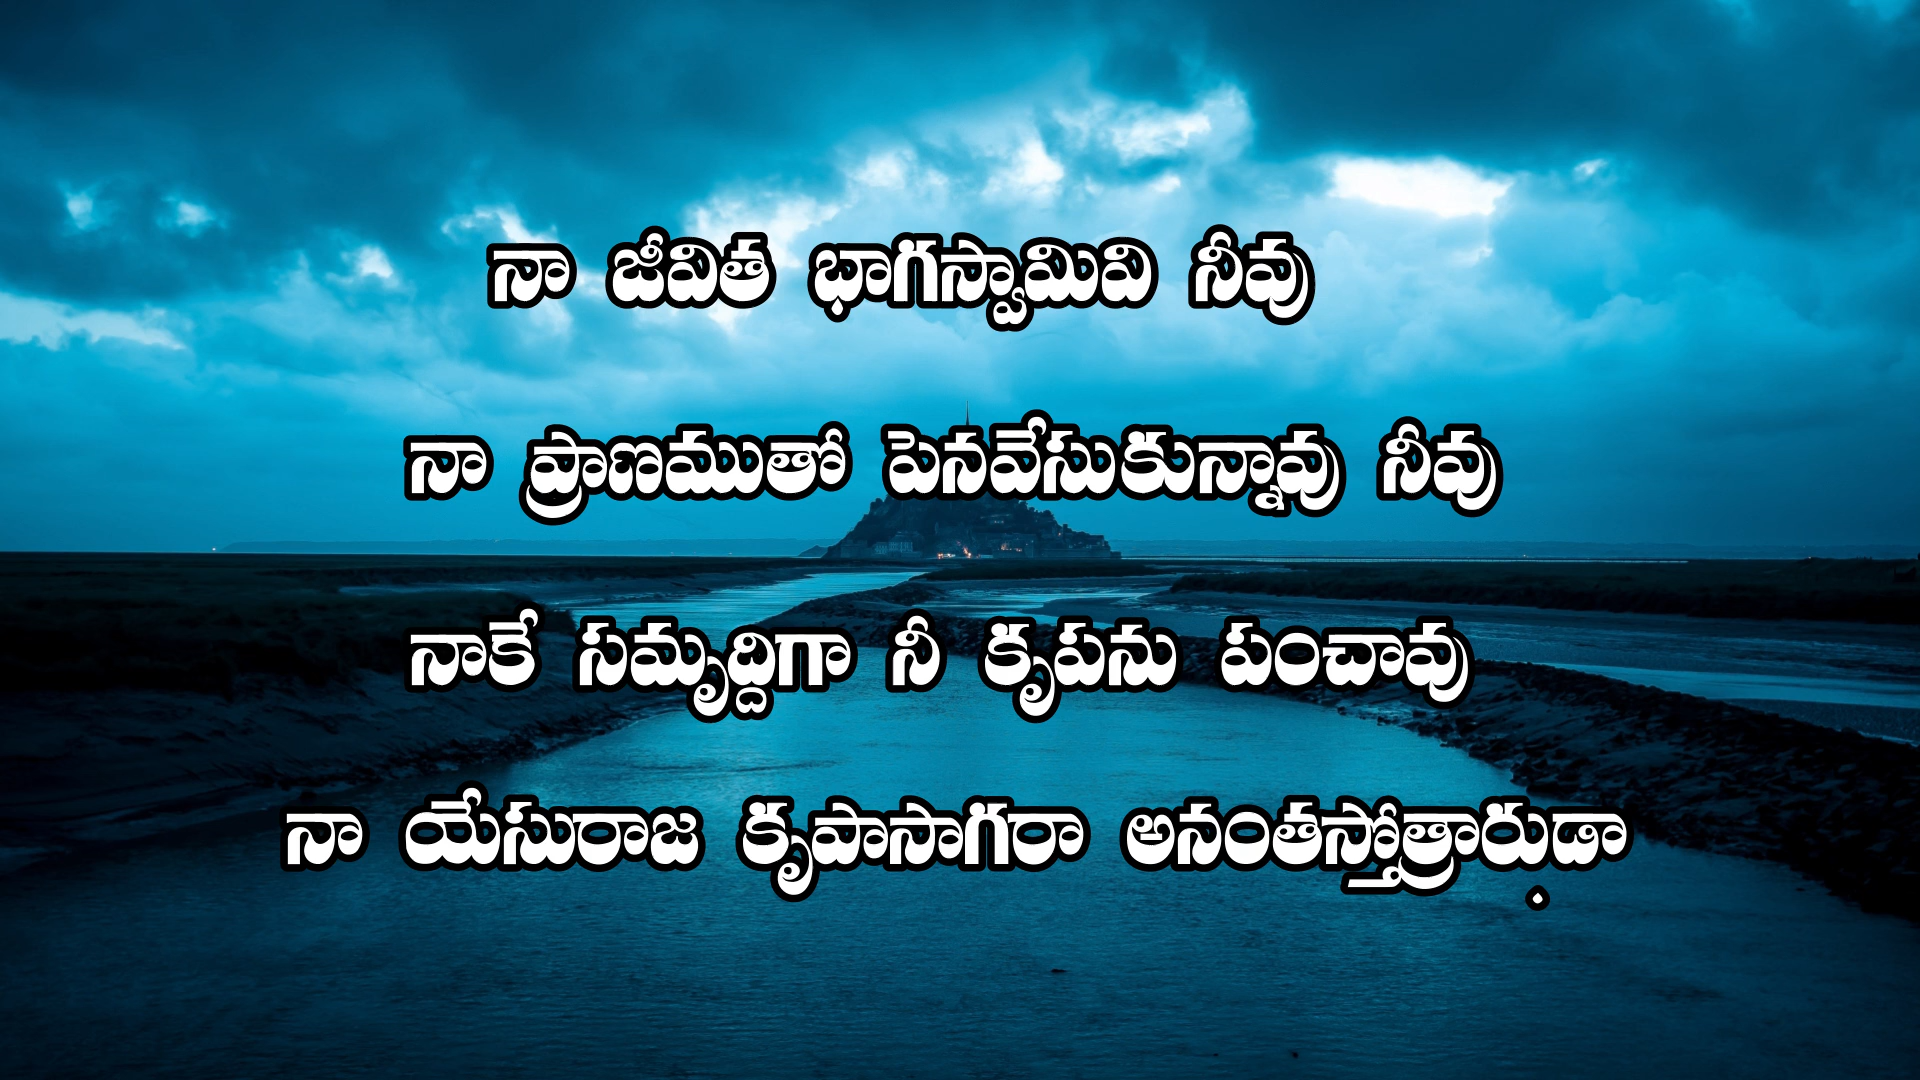 నా జీవిత భాగస్వామివి నీవు
నా ప్రాణముతో పెనవేసుకున్నావు నీవు
నాకే సమృద్దిగా నీ కృపను పంచావు
నా యేసురాజ కృపాసాగరా అనంతస్తోత్రారుడా